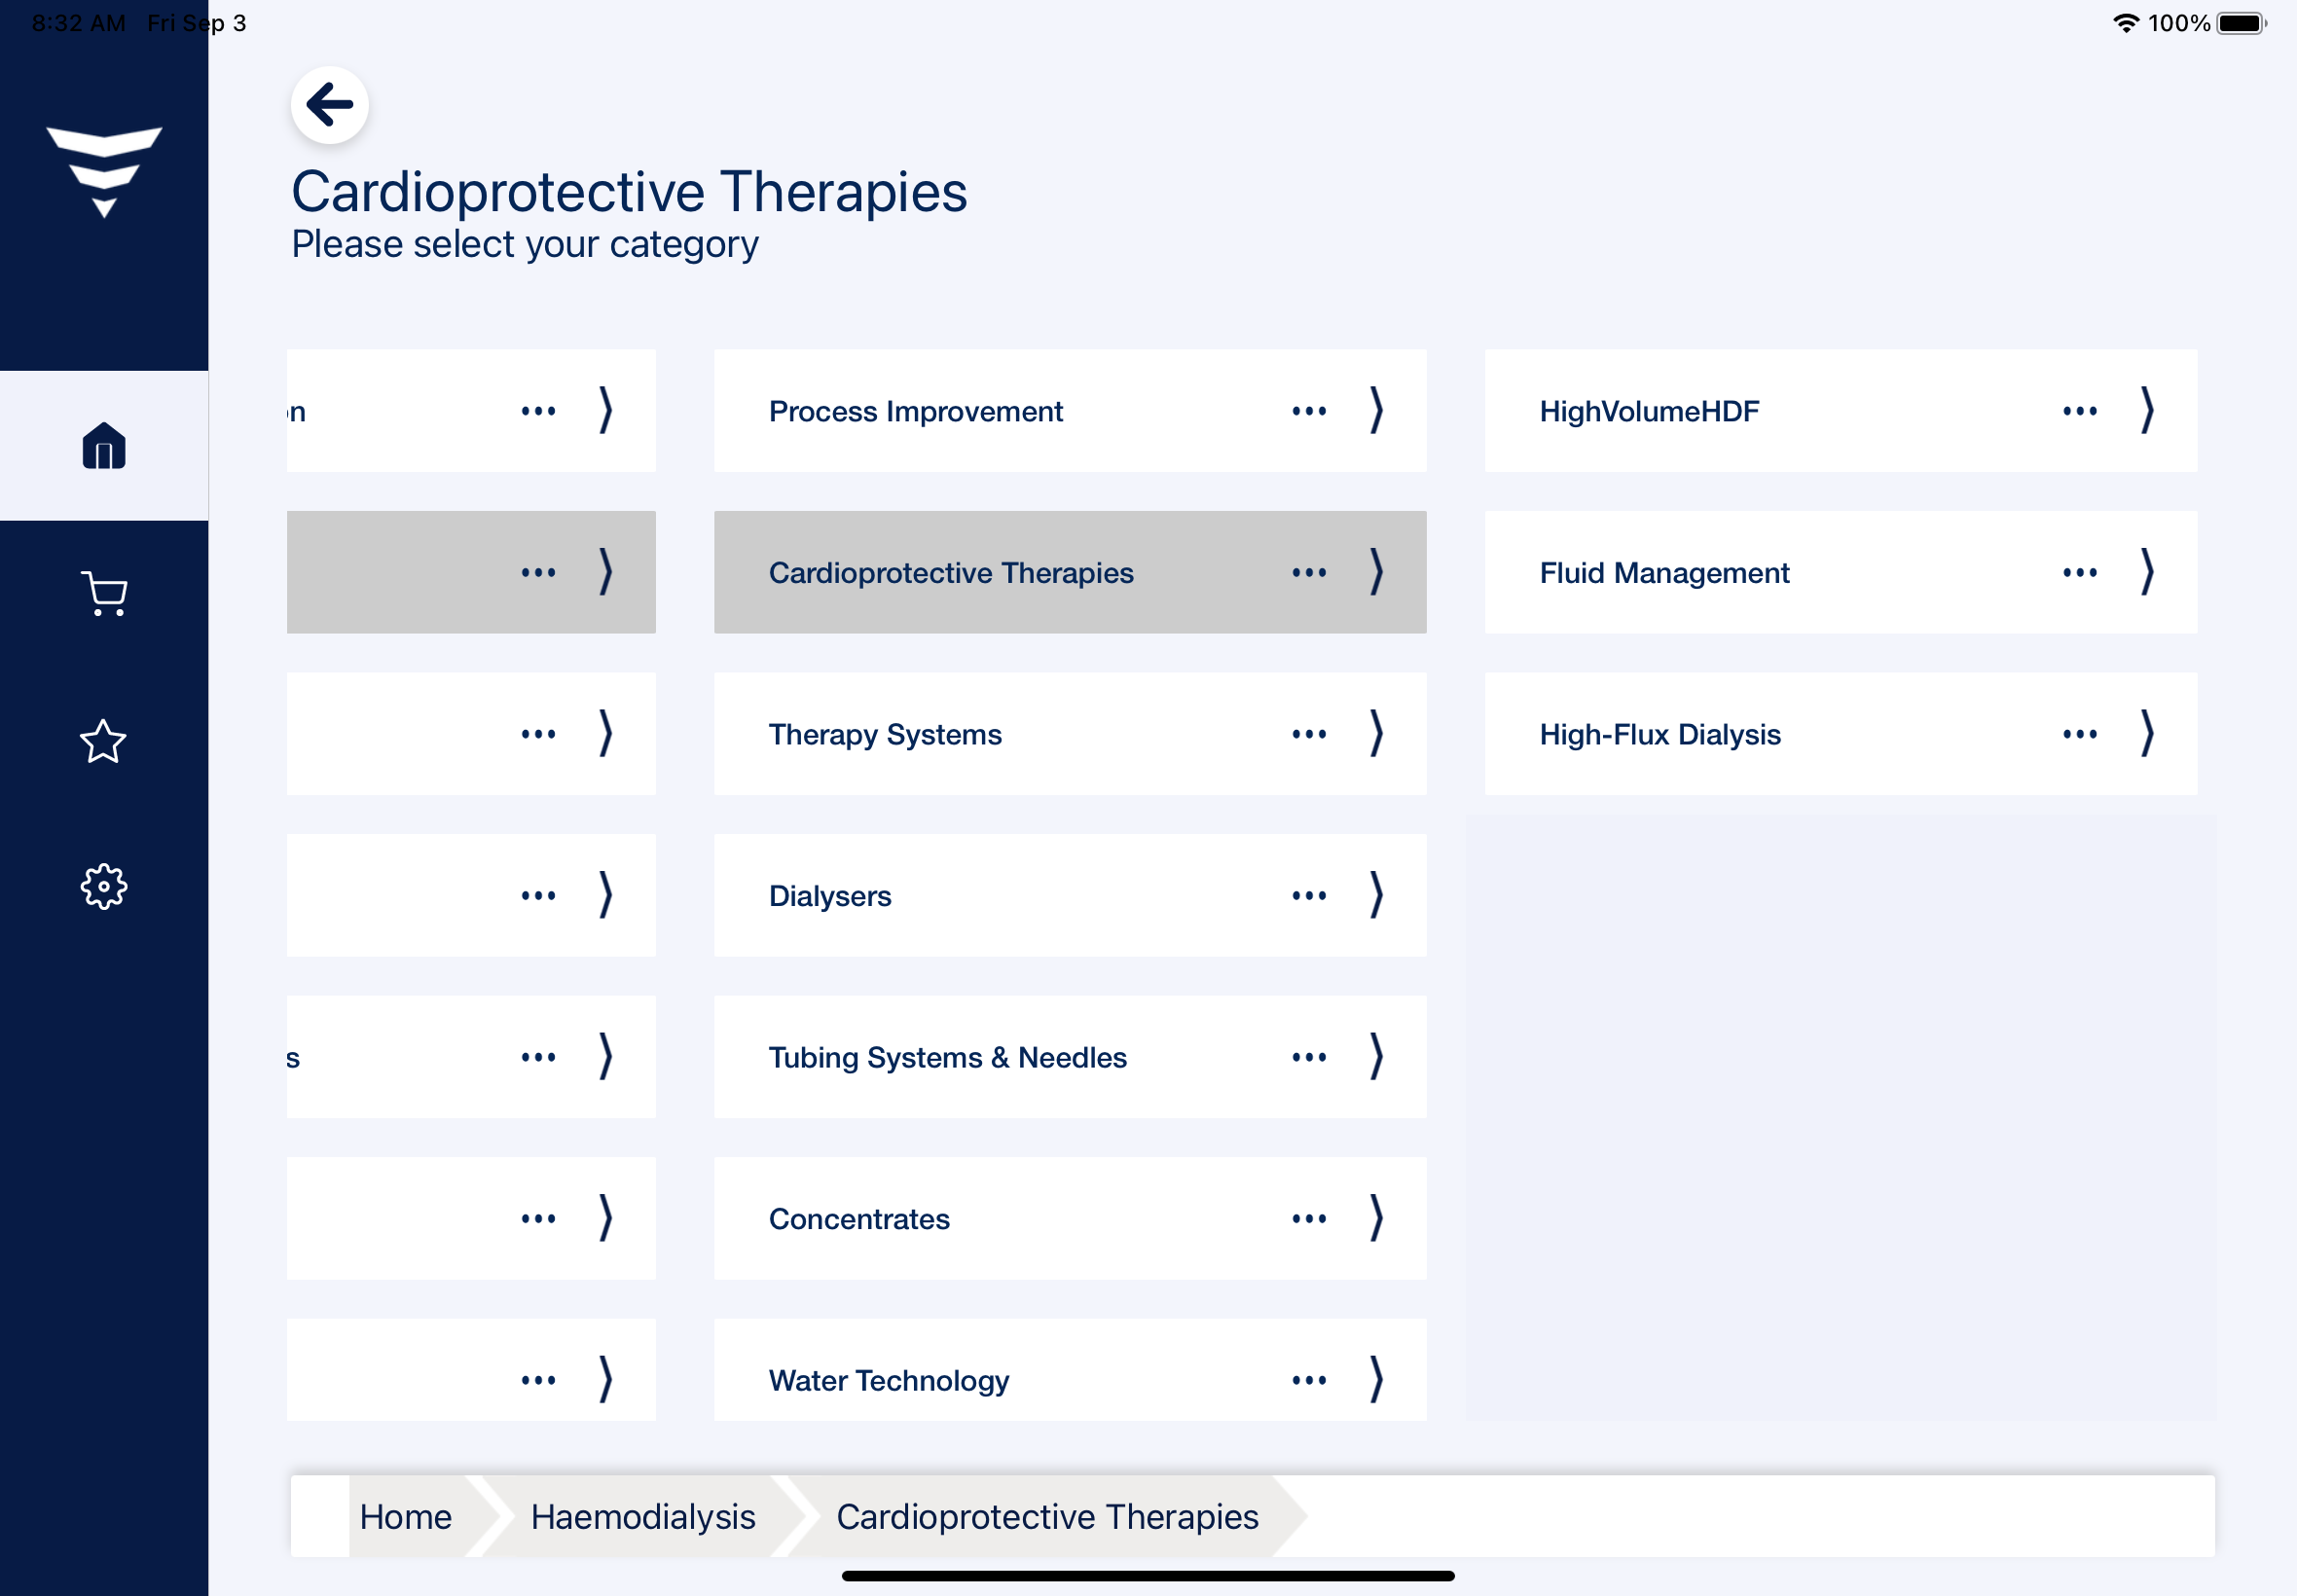 8:32 AM Fri Sep 3 100%
Cardioprotective Therapies
Please select your category
Process Improvement
HighVolumeHDF
Cardioprotective Therapies
Fluid Management
Therapy Systems
High-Flux Dialysis
Dialysers
Tubing Systems & Needles
Concentrates
Water Technology
Home Haemodialysis Cardioprotective Therapies